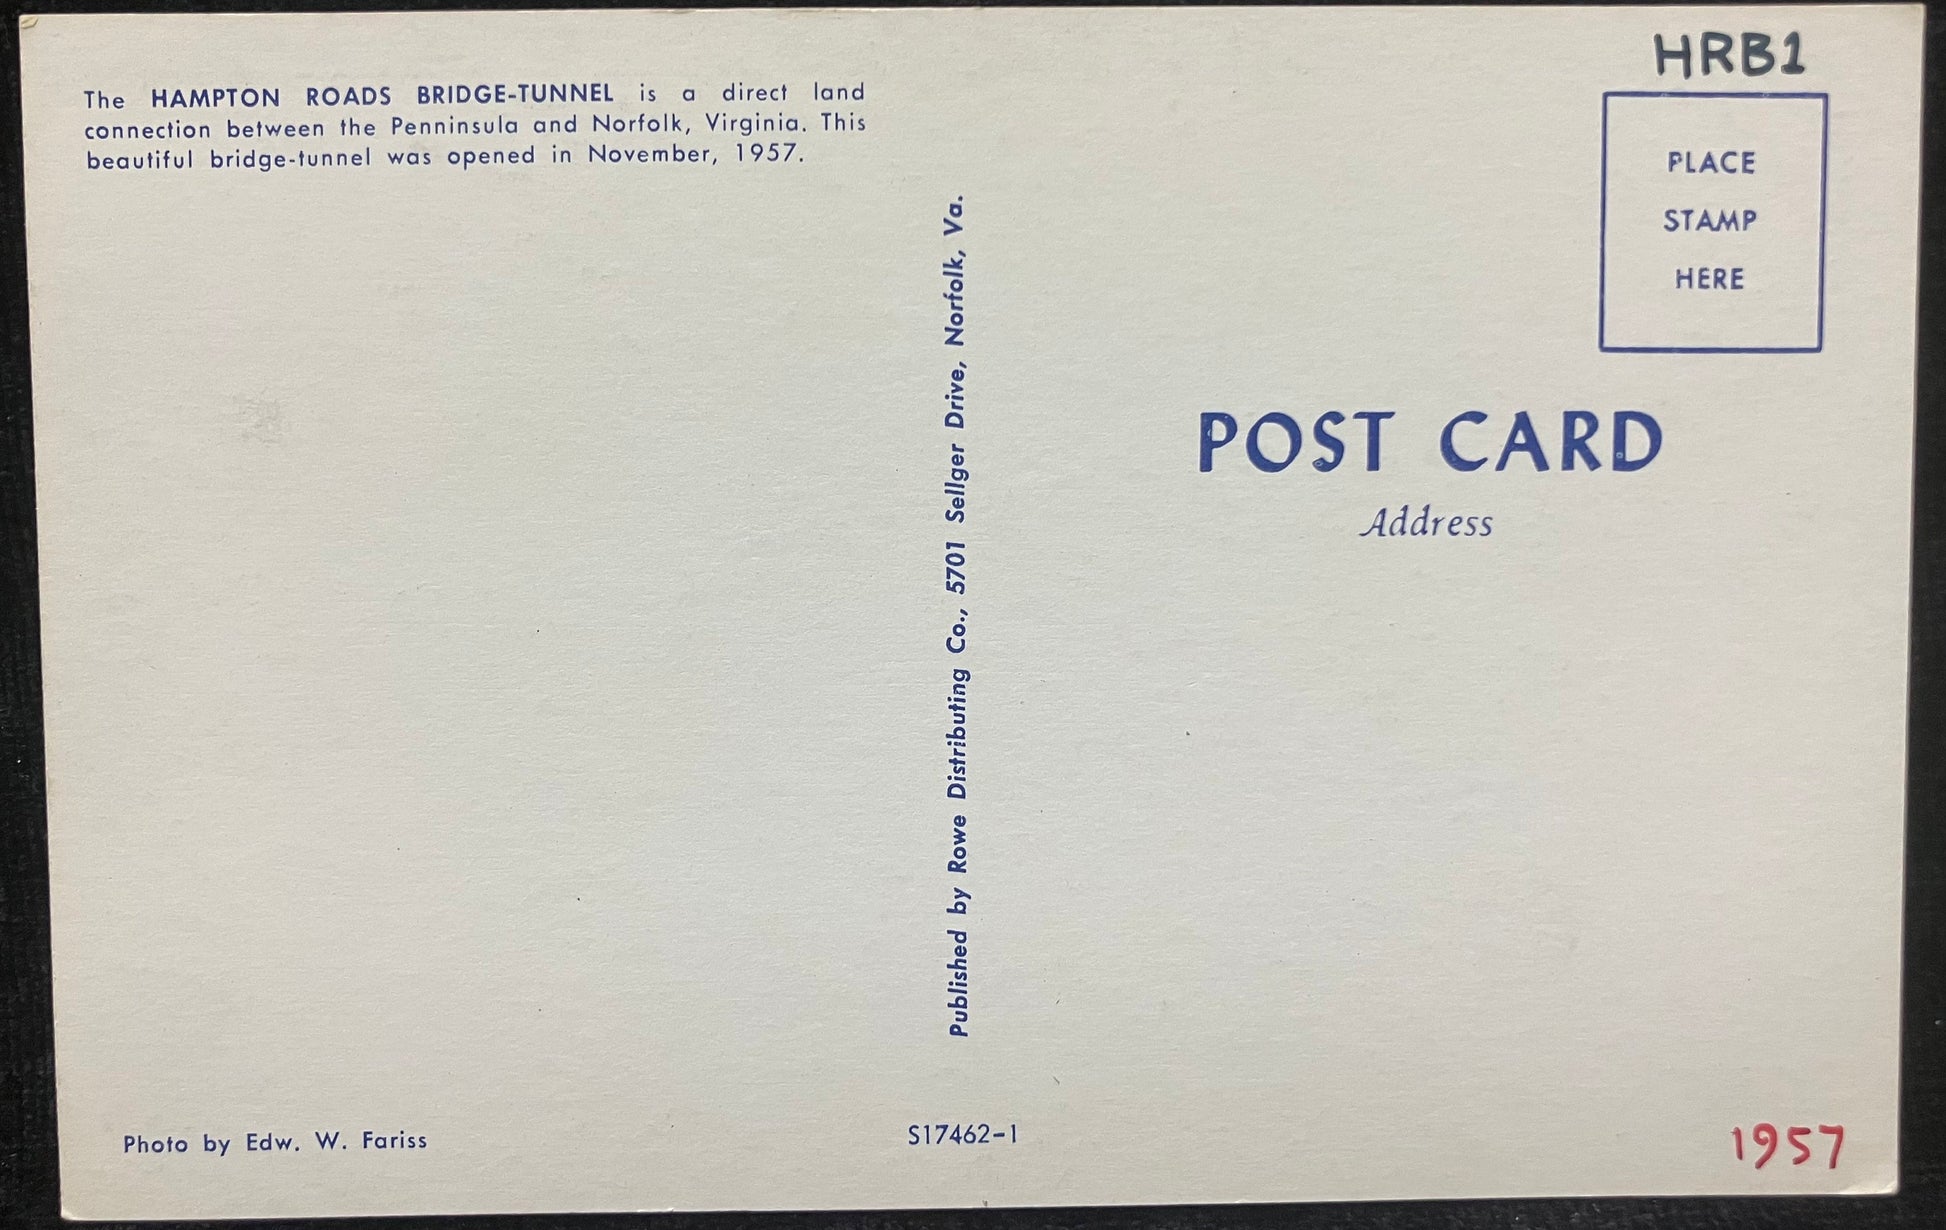 The HAMPTON ROADS BRIDGE-TUNNEL is a direct land
connection between the Penninsula and Norfolk, Virginia. This
beautiful bridge-tunnel was opened in November, 1957.
Photo by Edw. W. Fariss
Published by Rowe Distributing Co., 5701 Sellger Drive, Norfolk, Va.
S17462-1
HRB1
PLACE
STAMP
HERE
POST CARD
Address
1957